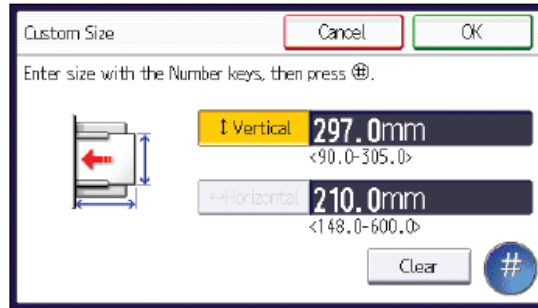 Custom Size
Cancel
OK
Enter size with the Number keys, then press ⌗.
↕ Vertical
297.0mm
<90.0-305.0>
↔Horizontal
210.0mm
<148.0-600.0>
Clear
#